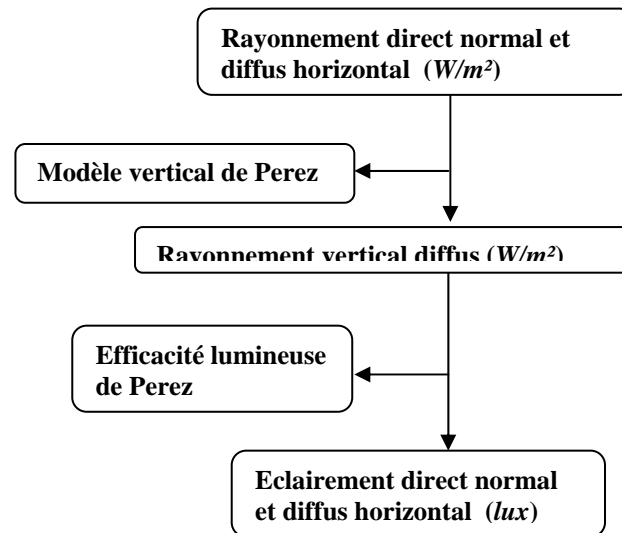 Rayonnement direct normal et
diffus horizontal (W/m²)
Modèle vertical de Perez
Rayonnement vertical diffus (W/m²)
Efficacité lumineuse
de Perez
Eclairement direct normal
et diffus horizontal (lux)